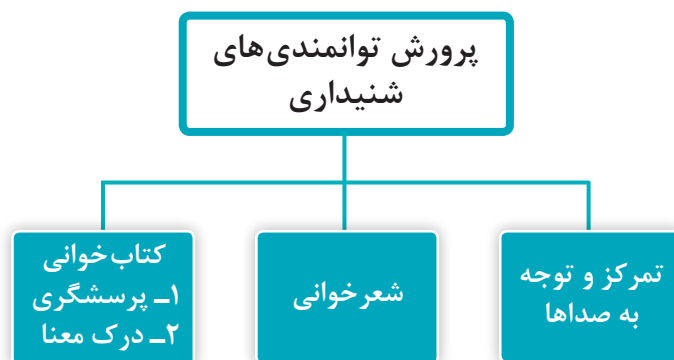 پرورش توانمندی‌های
شنیداری
تمرکز و توجه
به صداها
شعرخوانی
کتاب‌خوانی
۱ـ پرسشگری
۲ـ درک معنا